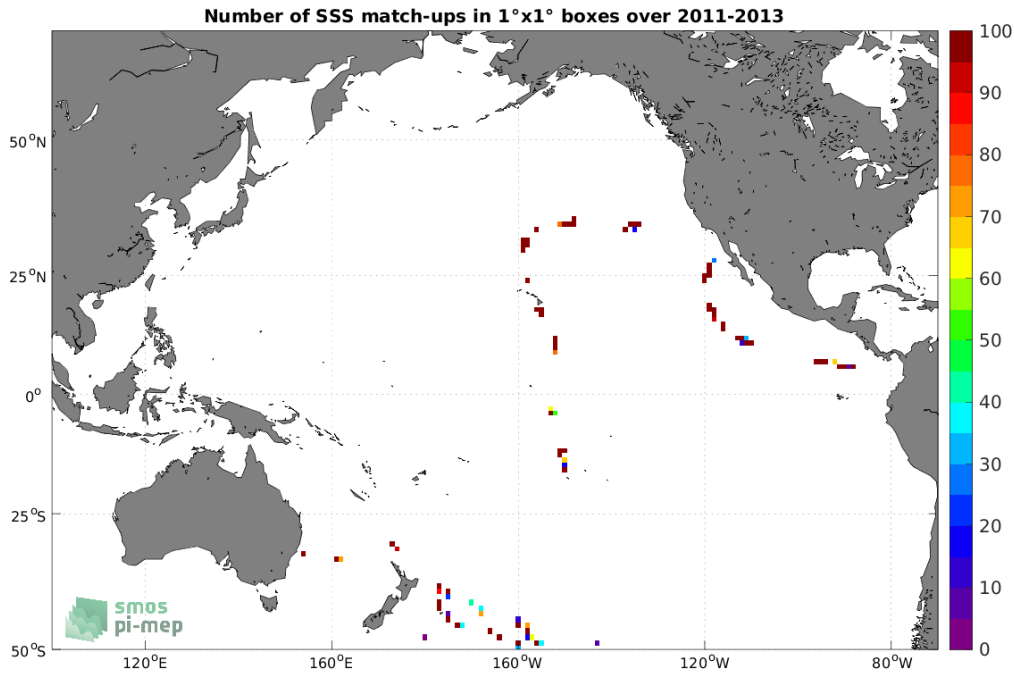 Number of SSS match-ups in 1°x1° boxes over 2011-2013
50°N
25°N
0°
25°S
50°S
120°E
160°E
160°W
120°W
80°W
100
90
80
70
60
50
40
30
20
10
0
smos
pi-mep